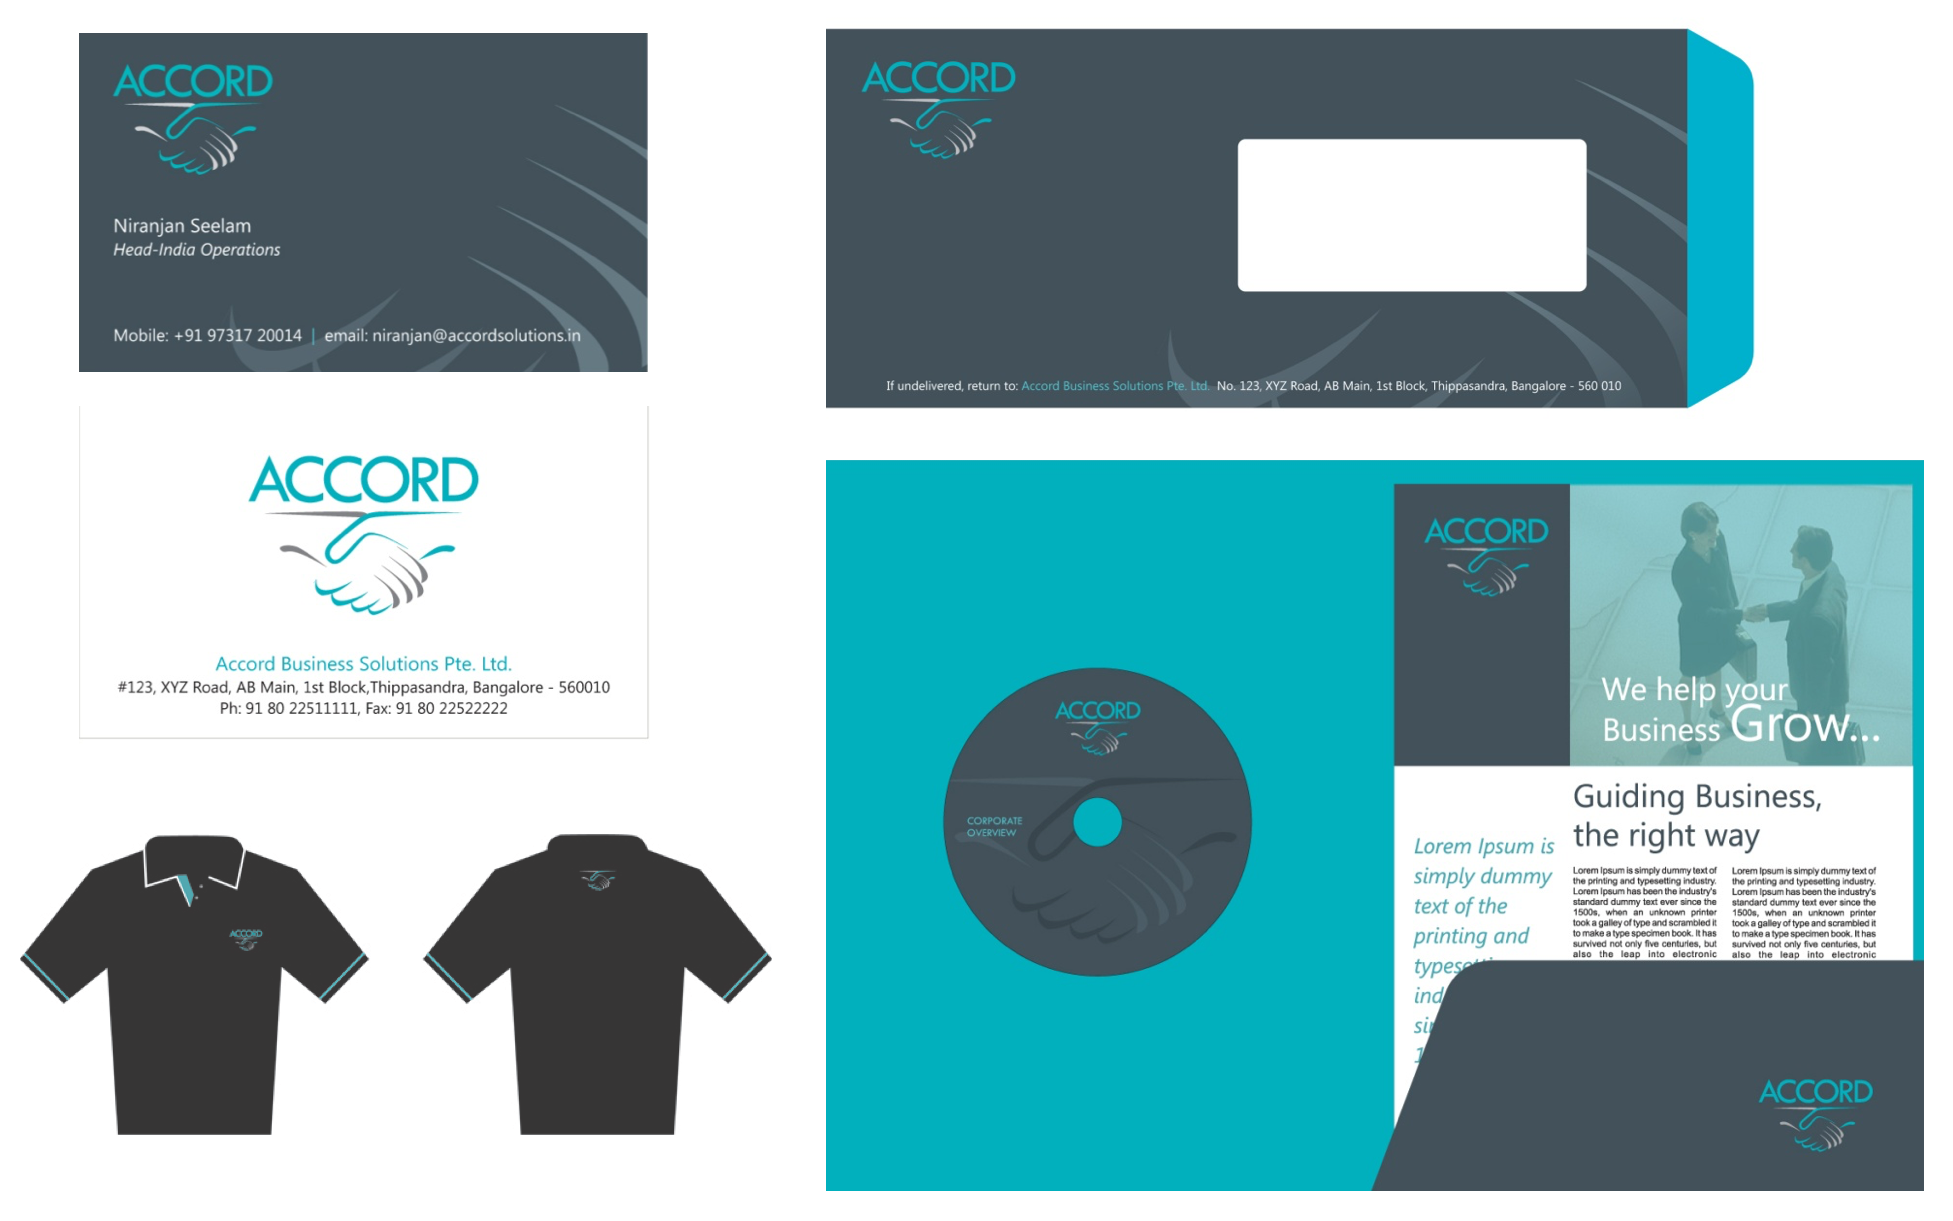 ACCORD
Niranjan Seelam
Head-India Operations
Mobile: +91 97317 20014 | email: niranjan@accordsolutions.in
ACCORD
Accord Business Solutions Pte. Ltd.
#123, XYZ Road, AB Main, 1st Block,Thippasandra, Bangalore - 560010
Ph: 91 80 22511111, Fax: 91 80 22522222
ACCORD
ACCORD
If undelivered, return to: Accord Business Solutions Pte. Ltd. No. 123, XYZ Road, AB Main, 1st Block, Thippasandra, Bangalore - 560 010
ACCORD
CORPORATE
OVERVIEW
ACCORD
We help your
Business Grow...
Guiding Business,
the right way
Lorem Ipsum is
simply dummy
text of the
printing and
Lorem Ipsum is simply dummy text of
the printing and typesetting industry.
Lorem Ipsum has been the industry's
standard dummy text ever since the
1500s, when an unknown printer
took a galley of type and scrambled it
to make a type specimen book. It has
survived not only five centuries, but
also the leap into electronic
Lorem Ipsum is simply dummy text of
the printing and typesetting industry.
Lorem Ipsum has been the industry's
standard dummy text ever since the
1500s, when an unknown printer
took a galley of type and scrambled it
to make a type specimen book. It has
survived not only five centuries, but
also the leap into electronic
ACCORD